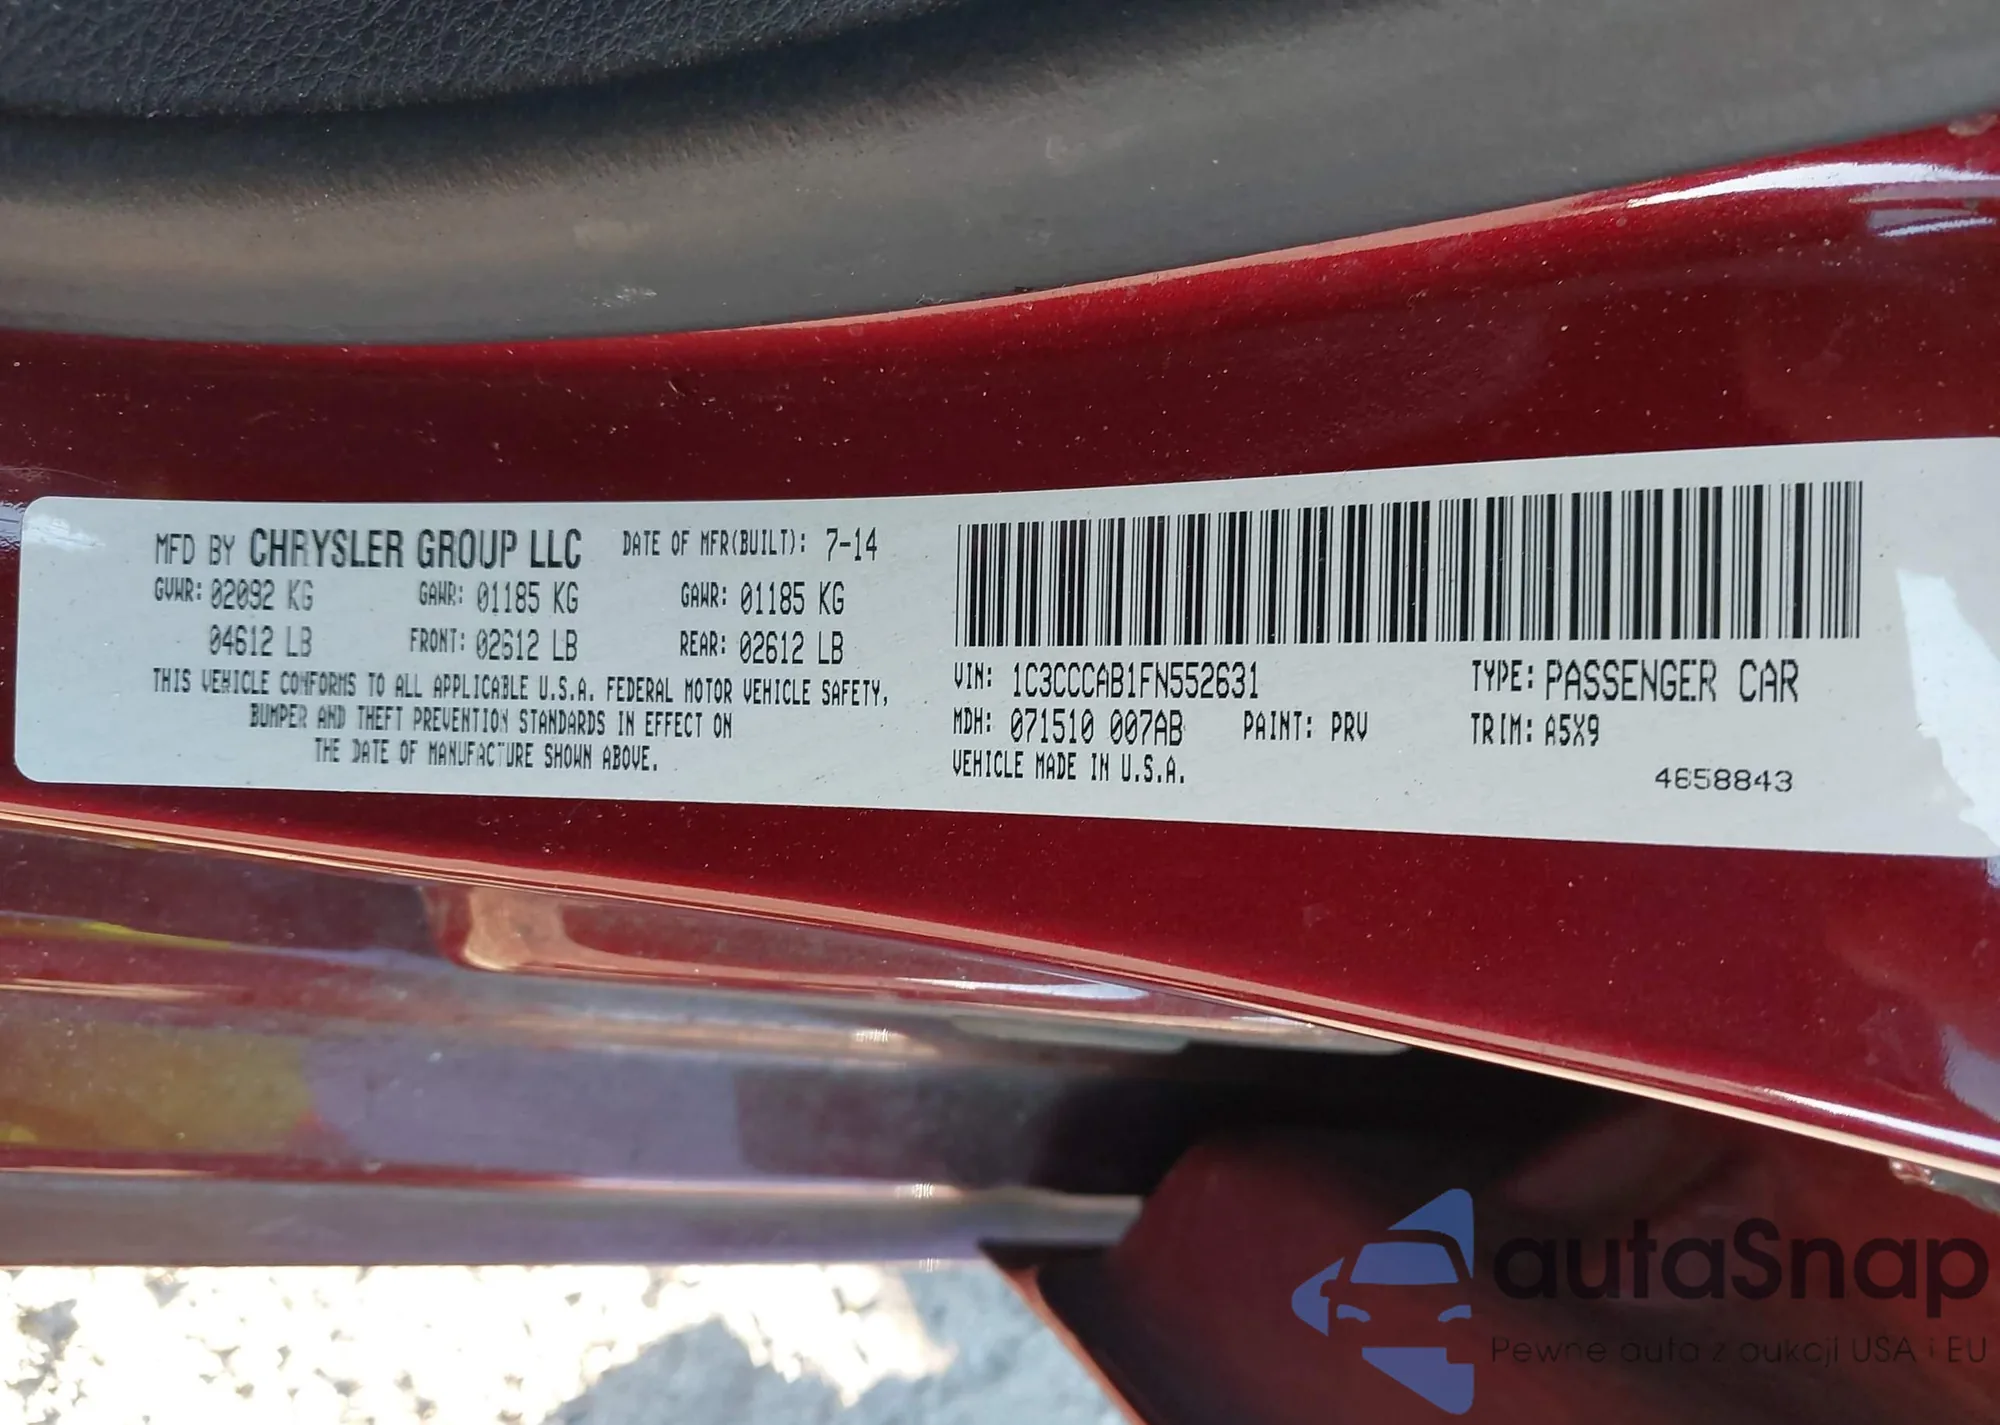 MFD BY CHRYSLER GROUP LLC DATE OF MFR(BUILT): 7-14
GVWR: 02092 KG GAWR: 01185 KG GAWR: 01185 KG
04612 LB FRONT: 02612 LB REAR: 02612 LB
THIS VEHICLE CONFORMS TO ALL APPLICABLE U.S.A. FEDERAL MOTOR VEHICLE SAFETY,
BUMPER AND THEFT PREVENTION STANDARDS IN EFFECT ON
THE DATE OF MANUFACTURE SHOWN ABOVE.
VIN: 1C3CCCAB1FN552631 TYPE: PASSENGER CAR
MDH: 071510 007AB PAINT: PRV TRIM: A5X9
VEHICLE MADE IN U.S.A.
4658843
autaSnap
Pewne auta z aukcji USA i EU